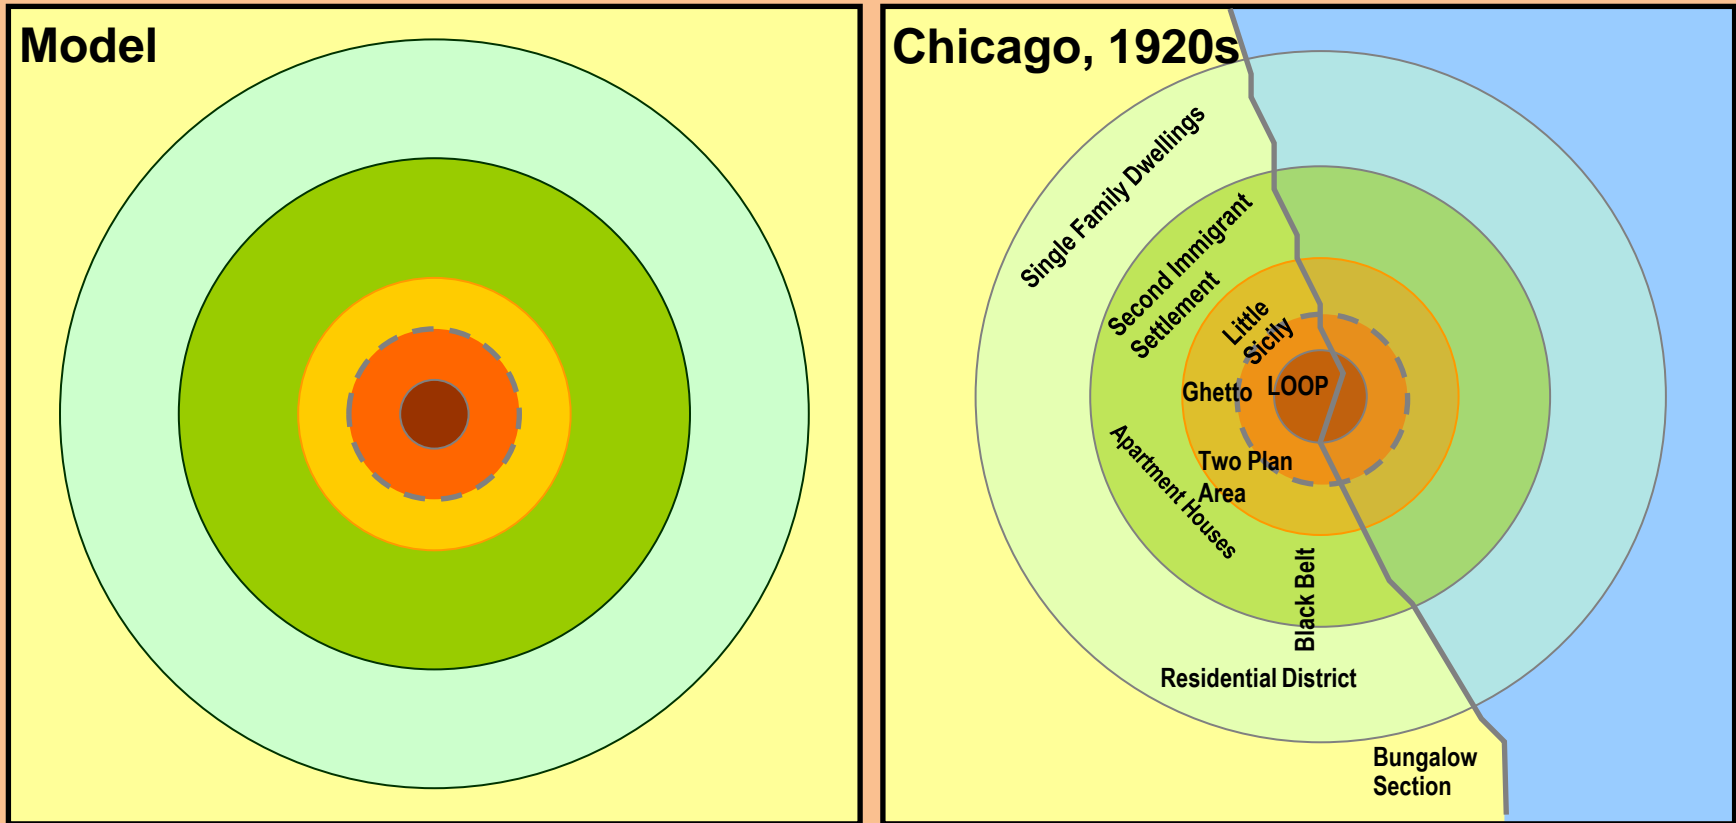 Model
Chicago, 1920s
Single Family Dwellings
Second Immigrant
Settlement
Little
Sicily
LOOP
Ghetto
Apartment Houses
Two Plan
Area
Black Belt
Residential District
Bungalow
Section